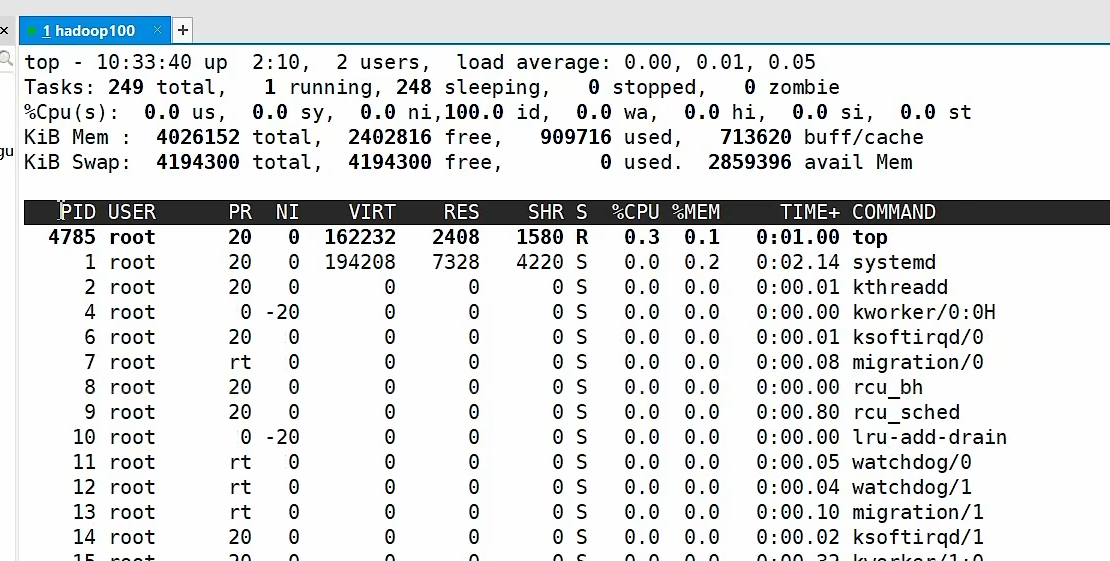 1 hadoop100
gu
top - 10:33:40 up  2:10,  2 users,  load average: 0.00, 0.01, 0.05
Tasks: 249 total,   1 running, 248 sleeping,   0 stopped,   0 zombie
%Cpu(s):  0.0 us,  0.0 sy,  0.0 ni,100.0 id,  0.0 wa,  0.0 hi,  0.0 si,  0.0 st
KiB Mem :  4026152 total,  2402816 free,   909716 used,   713620 buff/cache
KiB Swap:  4194300 total,  4194300 free,        0 used.  2859396 avail Mem
PID USER      PR  NI    VIRT    RES    SHR S  %CPU %MEM     TIME+ COMMAND
4785 root      20   0  162232   2408   1580 R   0.3  0.1   0:01.00 top
1 root      20   0  194208   7328   4220 S   0.0  0.2   0:02.14 systemd
2 root      20   0       0      0      0 S   0.0  0.0   0:00.01 kthreadd
4 root       0 -20       0      0      0 S   0.0  0.0   0:00.00 kworker/0:0H
6 root      20   0       0      0      0 S   0.0  0.0   0:00.01 ksoftirqd/0
7 root      rt   0       0      0      0 S   0.0  0.0   0:00.08 migration/0
8 root      20   0       0      0      0 S   0.0  0.0   0:00.00 rcu_bh
9 root      20   0       0      0      0 S   0.0  0.0   0:00.80 rcu_sched
10 root       0 -20       0      0      0 S   0.0  0.0   0:00.00 lru-add-drain
11 root      rt   0       0      0      0 S   0.0  0.0   0:00.05 watchdog/0
12 root      rt   0       0      0      0 S   0.0  0.0   0:00.04 watchdog/1
13 root      rt   0       0      0      0 S   0.0  0.0   0:00.10 migration/1
14 root      20   0       0      0      0 S   0.0  0.0   0:00.02 ksoftirqd/1